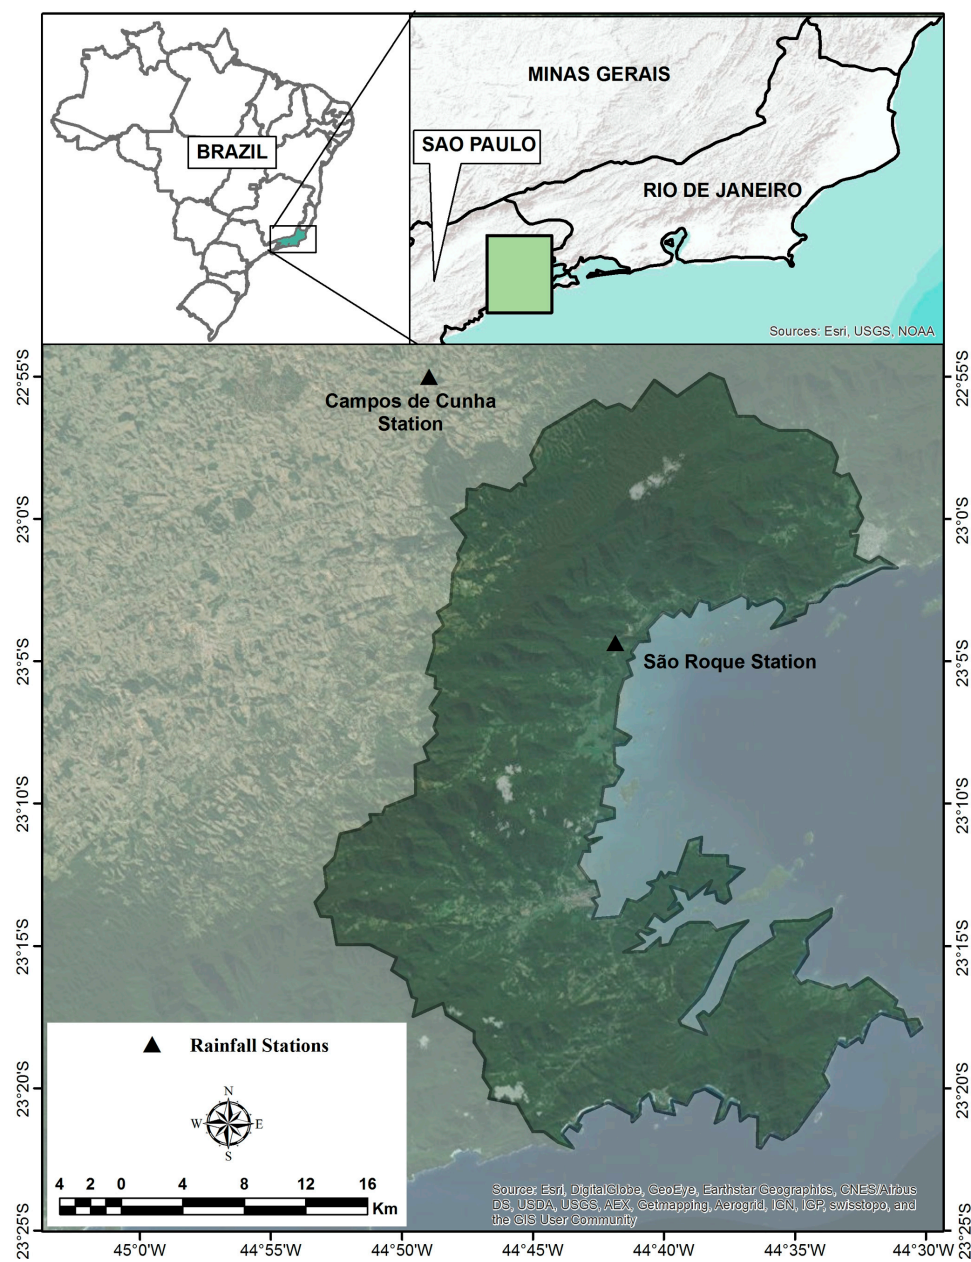 BRAZIL
MINAS GERAIS
SAO PAULO
RIO DE JANEIRO
Sources: Esri, USGS, NOAA
22°55'S
22°55'S
Campos de Cunha
Station
23°0'S
23°0'S
São Roque Station
23°5'S
23°5'S
23°10'S
23°10'S
23°15'S
23°15'S
Rainfall Stations
N
W
E
S
23°20'S
23°20'S
4 2 0 4 8 12 16
Km
Source: Esri, DigitalGlobe, GeoEye, Earthstar Geographics, CNES/Airbus
DS, USDA, USGS, AEX, Getmapping, Aerogrid, IGN, IGP, swisstopo, and
the GIS User Community
23°25'S
23°25'S
45°0'W 44°55'W 44°50'W 44°45'W 44°40'W 44°35'W 44°30'W